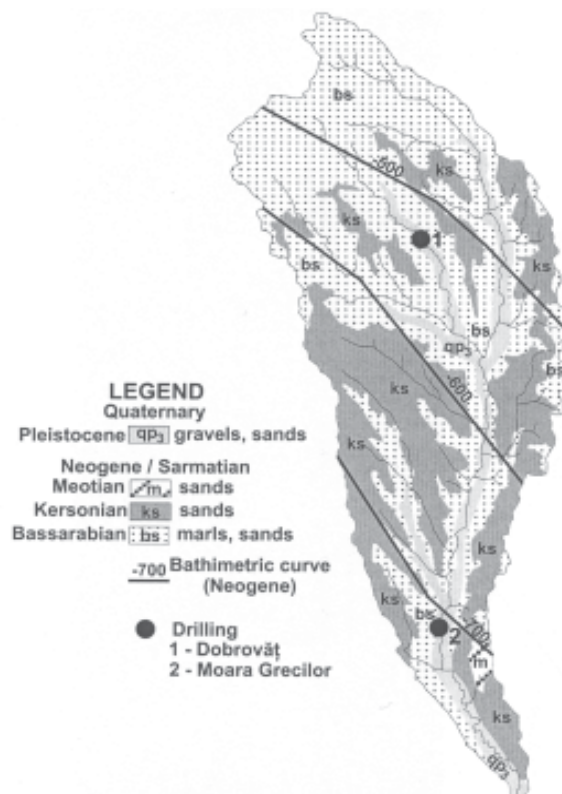 bs
-500
ks
ks
1
ks
bs
bs
qp3
bs
-600
ks
ks
ks
ks
bs
2
-700
m
ks
qp3
LEGEND
Quaternary
Pleistocene qp3 gravels, sands
Neogene / Sarmatian
Meotian m sands
Kersonian ks sands
Bassarabian bs marls, sands
-700 Bathimetric curve
(Neogene)
Drilling
1 - Dobrovăț
2 - Moara Grecilor